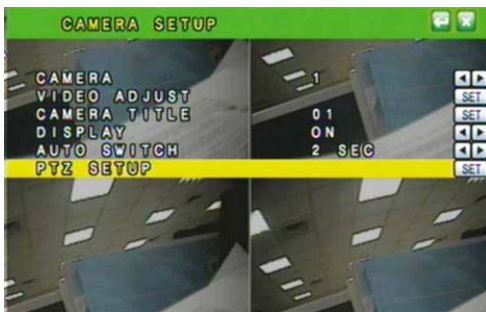 CAMERA SETUP
CAMERA 1
VIDEO ADJUST SET
CAMERA TITLE 01 SET
DISPLAY ON
AUTO SWITCH 2 SEC
PTZ SETUP SET